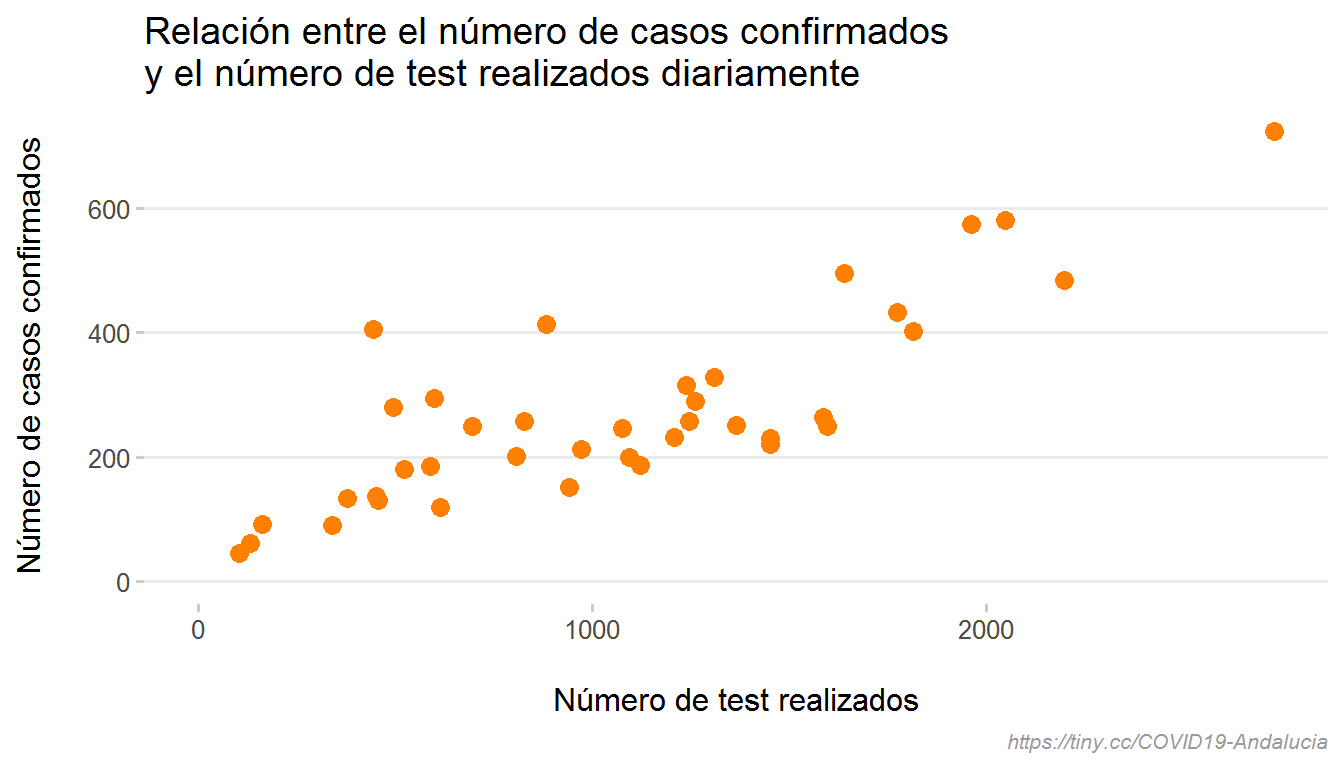 Relación entre el número de casos confirmados
y el número de test realizados diariamente
Número de casos confirmados
600
400
200
0
0
1000
2000
Número de test realizados
https://tiny.cc/COVID19-Andalucia